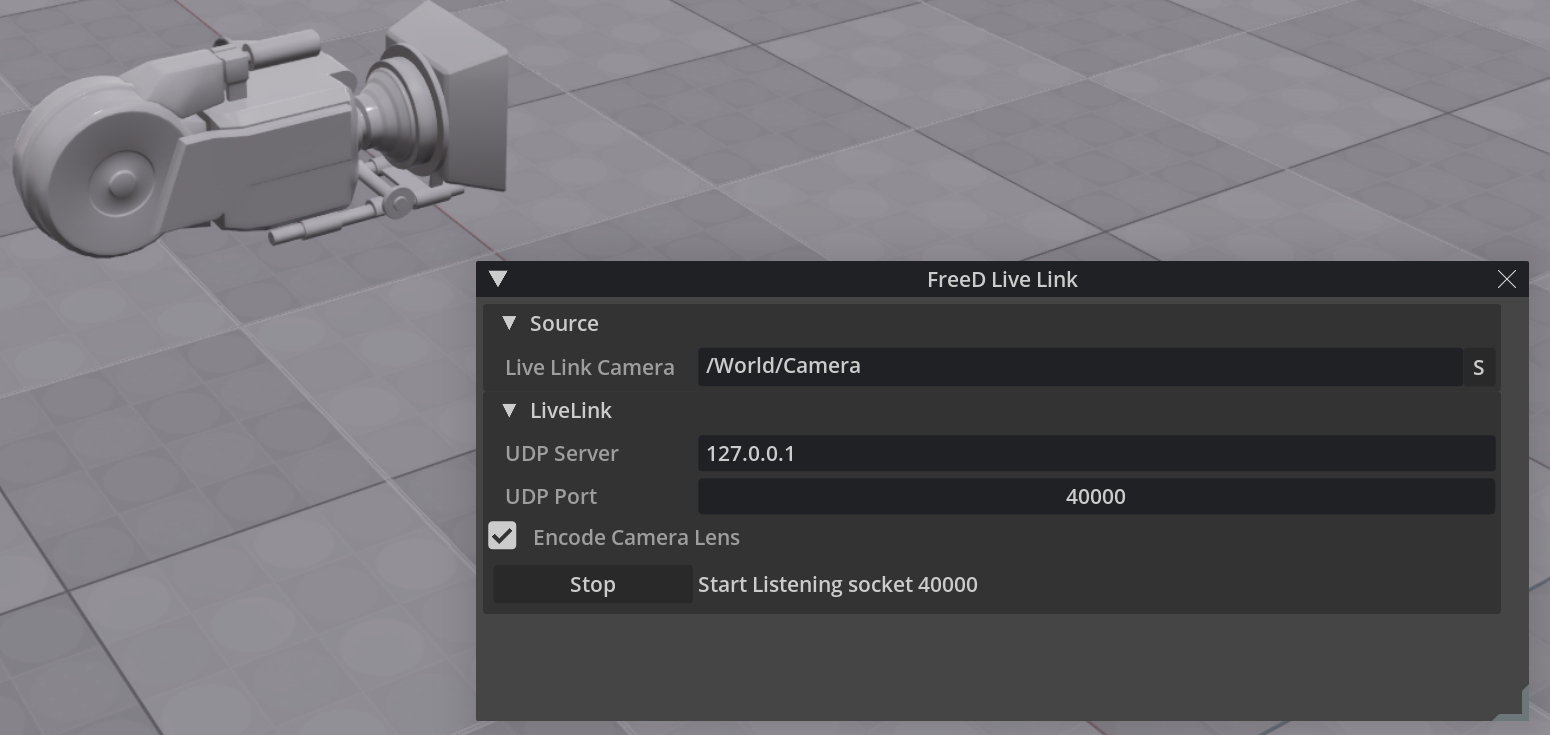 FreeD Live Link
Source
Live Link Camera /World/Camera S
LiveLink
UDP Server 127.0.0.1
UDP Port 40000
Encode Camera Lens
Stop Start Listening socket 40000